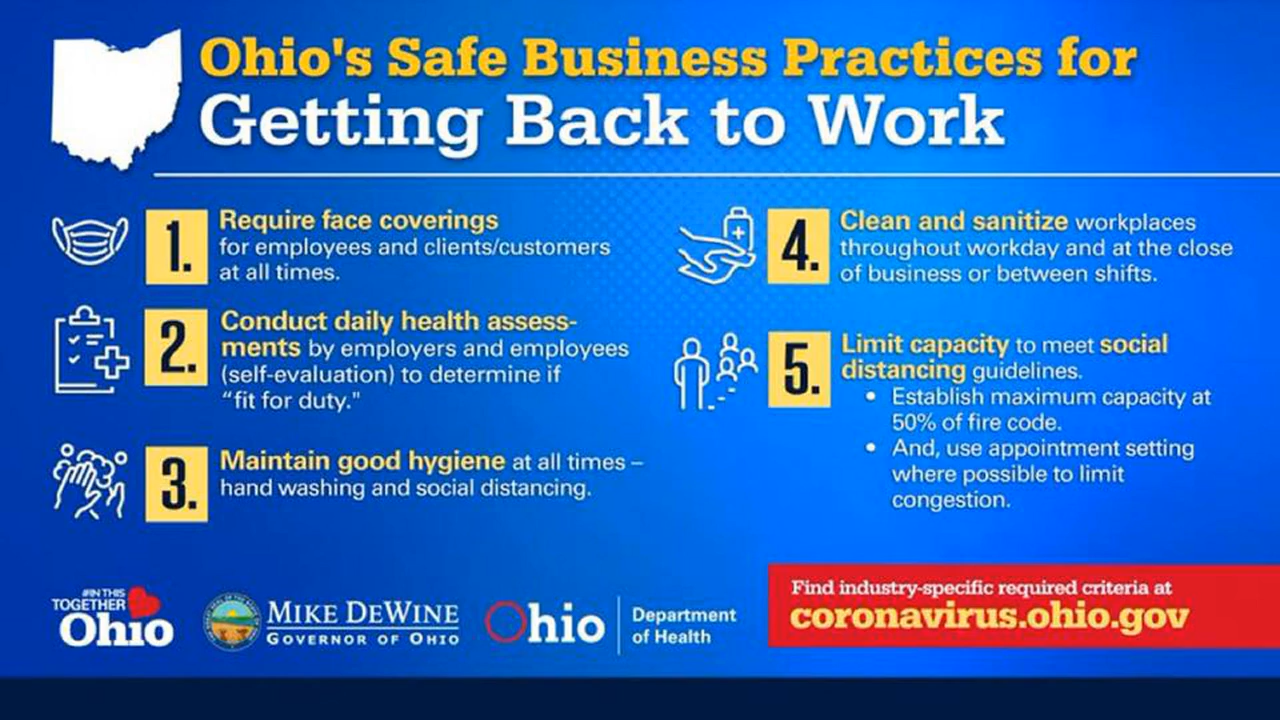 Ohio's Safe Business Practices for
Getting Back to Work
1.
Require face coverings
for employees and clients/customers
at all times.
2.
Conduct daily health assess-
ments by employers and employees
(self-evaluation) to determine if
“fit for duty."
3.
Maintain good hygiene at all times –
hand washing and social distancing.
4.
Clean and sanitize workplaces
throughout workday and at the close
of business or between shifts.
5.
Limit capacity to meet social
distancing guidelines.
• Establish maximum capacity at
50% of fire code.
• And, use appointment setting
where possible to limit
congestion.
#IN THIS
TOGETHER
Ohio
MIKE DEWINE
GOVERNOR OF OHIO
Ohio
Department
of Health
Find industry-specific required criteria at
coronavirus.ohio.gov